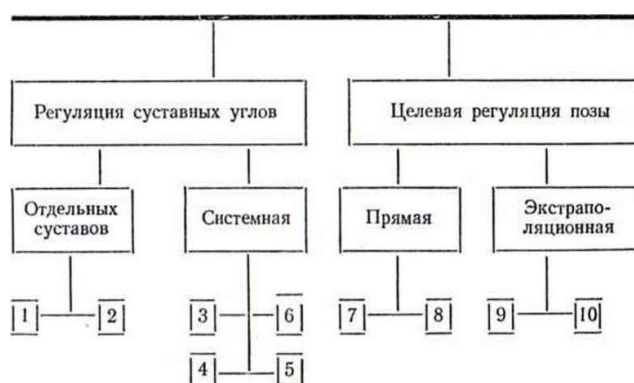 Регуляция суставных углов
Целевая регуляция позы
Отдельных
суставов
Системная
Прямая
Экстрапо-
ляционная
1
2
3
6
7
8
9
10
4
5